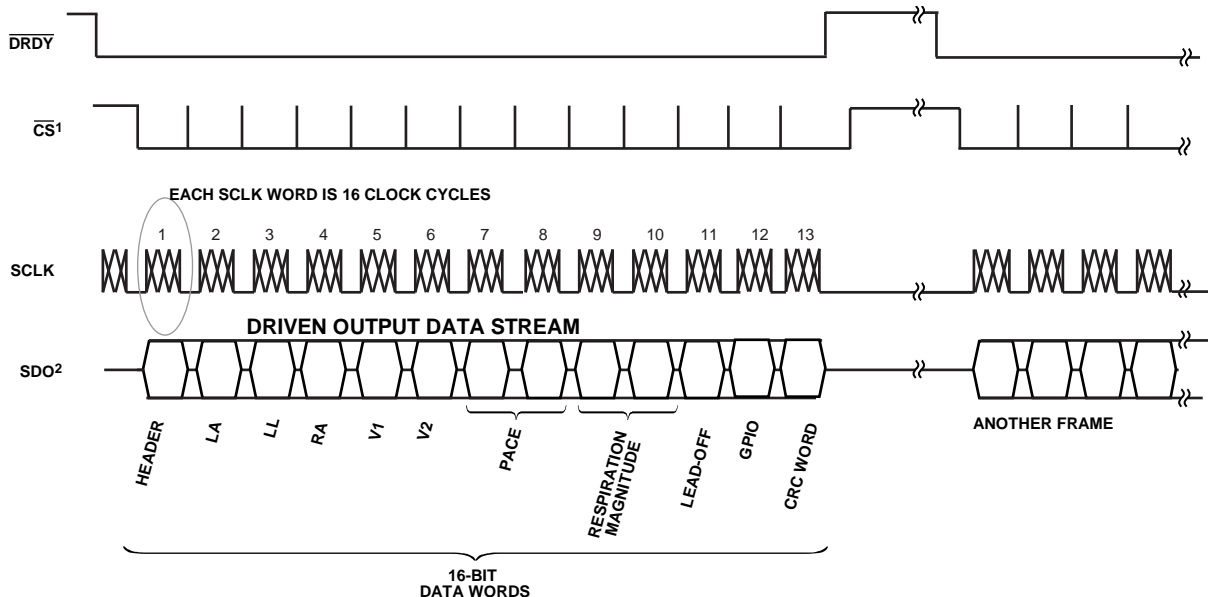 DRDY
CS1
EACH SCLK WORD IS 16 CLOCK CYCLES
1 2 3 4 5 6 7 8 9 10 11 12 13
SCLK
DRIVEN OUTPUT DATA STREAM
SDO2
HEADER
LA
LL
RA
V1
V2
PACE
RESPIRATION
MAGNITUDE
LEAD-OFF
GPIO
CRC WORD
ANOTHER FRAME
16-BIT
DATA WORDS